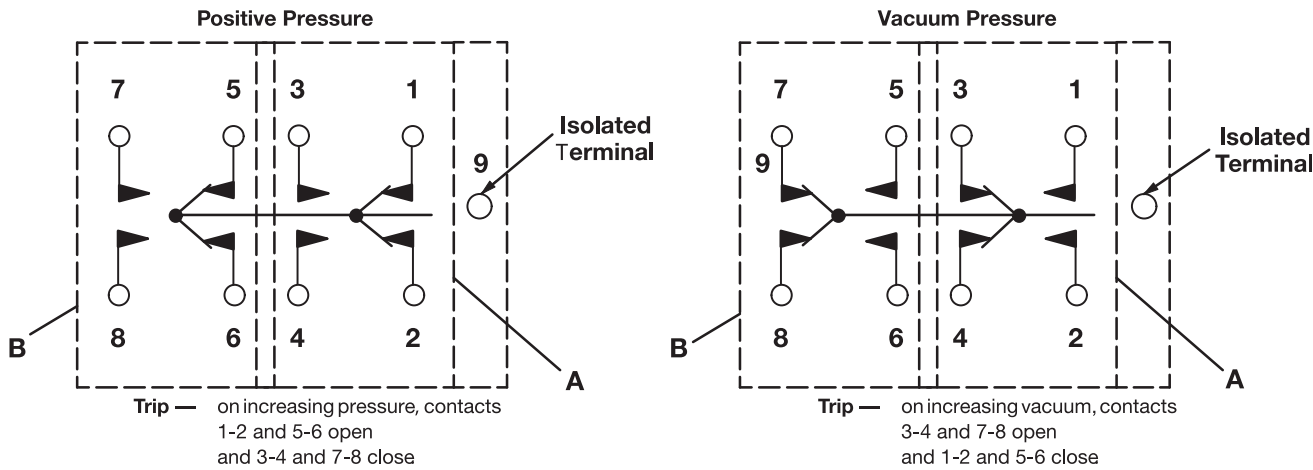 Positive Pressure
7 5 3 1
Isolated
Terminal
9
8 6 4 2
B
A
Trip — on increasing pressure, contacts
1-2 and 5-6 open
and 3-4 and 7-8 close
Vacuum Pressure
7 5 3 1
Isolated
Terminal
9
8 6 4 2
B
A
Trip — on increasing vacuum, contacts
3-4 and 7-8 open
and 1-2 and 5-6 close